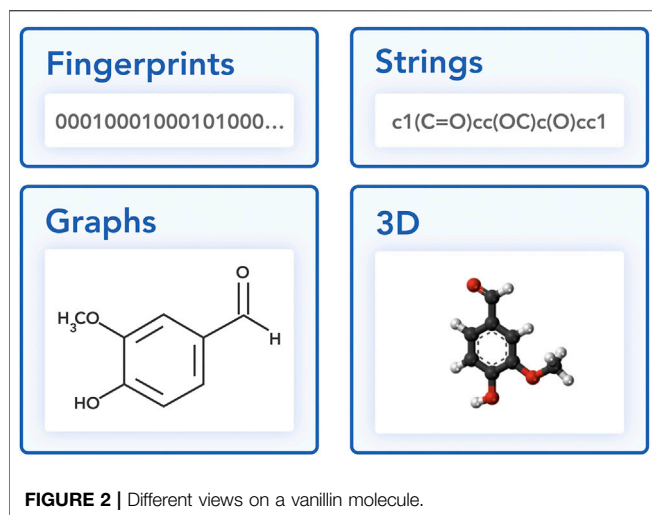 Fingerprints
00010001000101000...
Strings
c1(C=O)cc(OC)c(O)cc1
Graphs
O
H3CO
H
HO
3D
FIGURE 2 | Different views on a vanillin molecule.